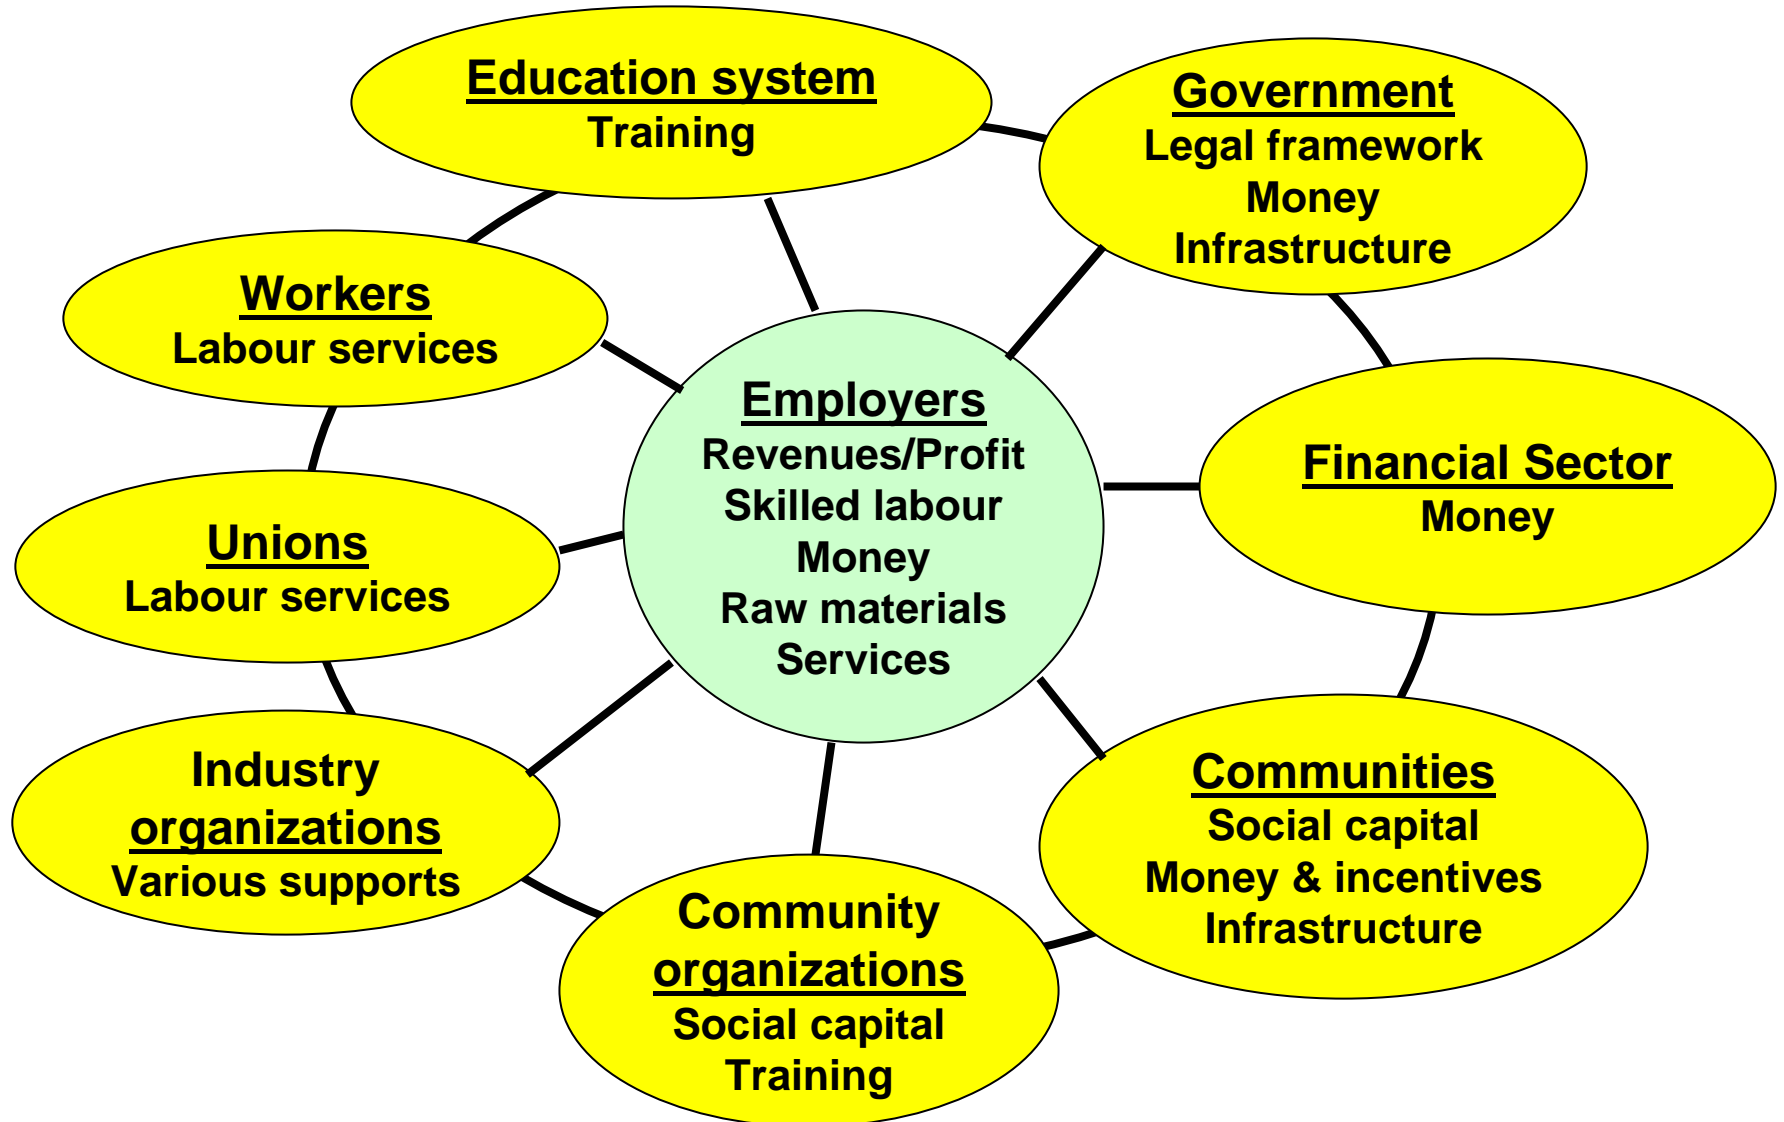 Education system
Training
Government
Legal framework
Money
Infrastructure
Workers
Labour services
Employers
Revenues/Profit
Skilled labour
Money
Raw materials
Services
Financial Sector
Money
Unions
Labour services
Industry
organizations
Various supports
Communities
Social capital
Money & incentives
Infrastructure
Community
organizations
Social capital
Training